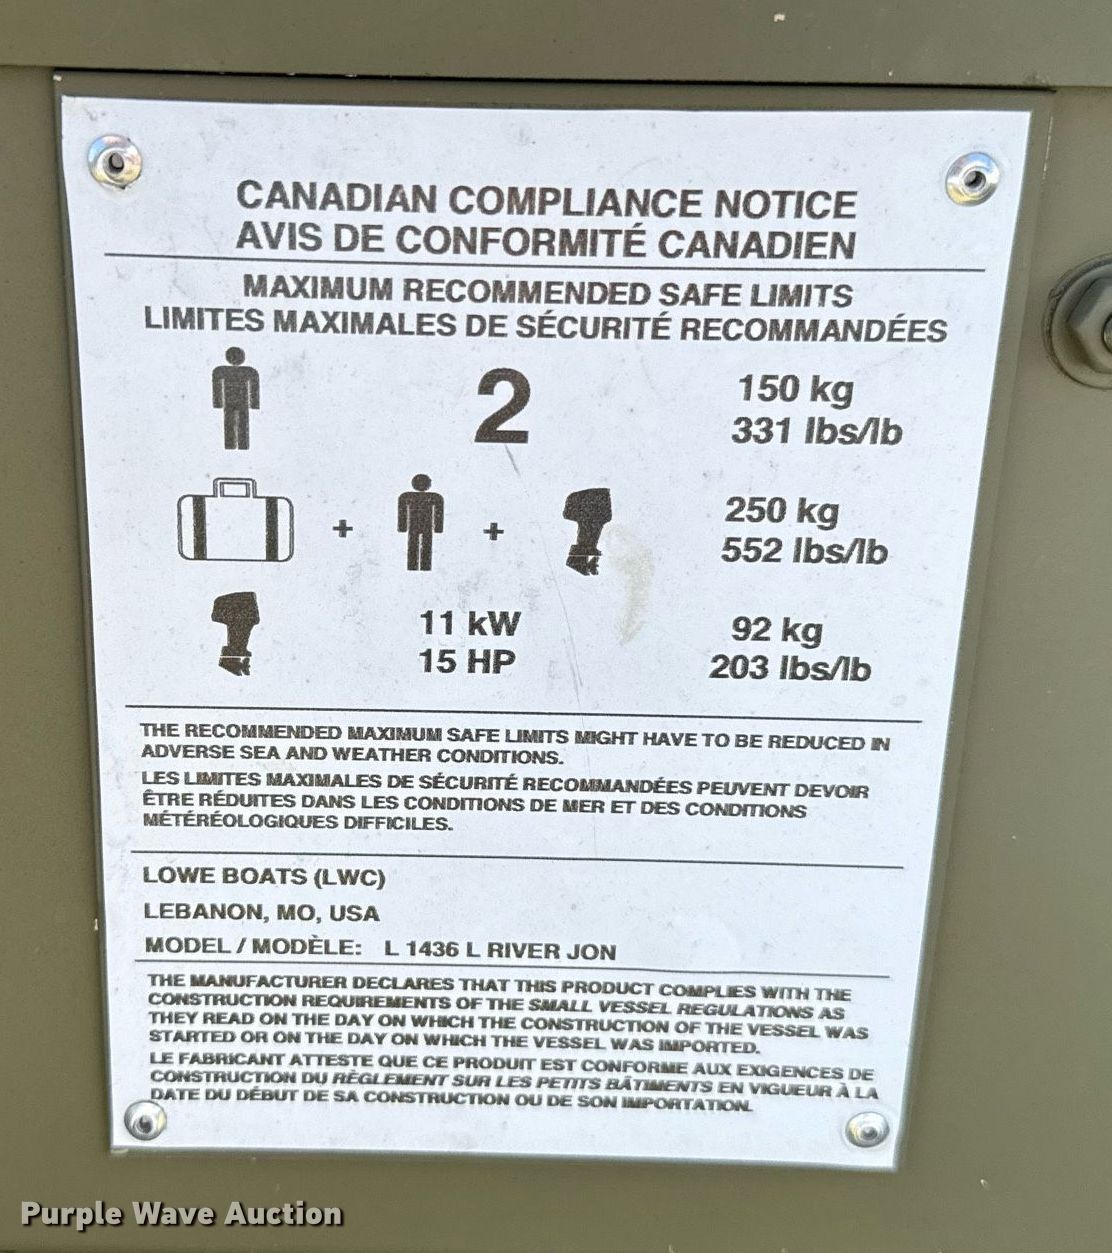 CANADIAN COMPLIANCE NOTICE
AVIS DE CONFORMITÉ CANADIEN
MAXIMUM RECOMMENDED SAFE LIMITS
LIMITES MAXIMALES DE SÉCURITÉ RECOMMANDÉES
2 150 kg
331 lbs/lb
+ + 250 kg
552 lbs/lb
11 kW 92 kg
15 HP 203 lbs/lb
THE RECOMMENDED MAXIMUM SAFE LIMITS MIGHT HAVE TO BE REDUCED IN
ADVERSE SEA AND WEATHER CONDITIONS.
LES LIMITES MAXIMALES DE SÉCURITÉ RECOMMANDÉES PEUVENT DEVOIR
ÊTRE RÉDUITES DANS LES CONDITIONS DE MER ET DES CONDITIONS
MÉTÉRÉOLOGIQUES DIFFICILES.
LOWE BOATS (LWC)
LEBANON, MO, USA
MODEL / MODÈLE: L 1436 L RIVER JON
THE MANUFACTURER DECLARES THAT THIS PRODUCT COMPLIES WITH THE
CONSTRUCTION REQUIREMENTS OF THE SMALL VESSEL REGULATIONS AS
THEY READ ON THE DAY ON WHICH THE CONSTRUCTION OF THE VESSEL WAS
STARTED OR ON THE DAY ON WHICH THE VESSEL WAS IMPORTED.
LE FABRICANT ATTESTE QUE CE PRODUIT EST CONFORME AUX EXIGENCES DE
CONSTRUCTION DU RÈGLEMENT SUR LES PETITS BÂTIMENTS EN VIGUEUR À LA
DATE DU DÉBUT DE SA CONSTRUCTION OU DE SON IMPORTATION.
Purple Wave Auction